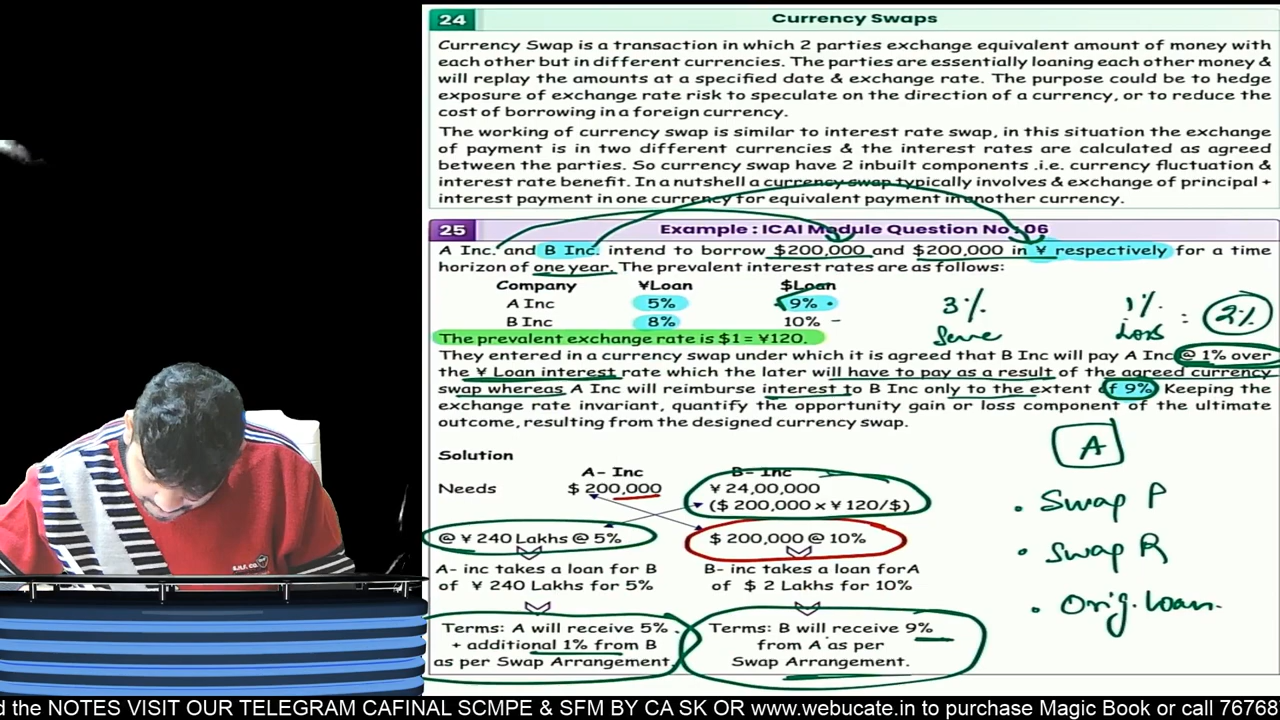 24
Currency Swaps
Currency Swap is a transaction in which 2 parties exchange equivalent amount of money with
each other but in different currencies. The parties are essentially loaning each other money &
will replay the amounts at a specified date & exchange rate. The purpose could be to hedge
exposure of exchange rate risk to speculate on the direction of a currency, or to reduce the
cost of borrowing in a foreign currency.
The working of currency swap is similar to interest rate swap, in this situation the exchange
of payment is in two different currencies & the interest rates are calculated as agreed
between the parties. So currency swap have 2 inbuilt components .i.e. currency fluctuation &
interest rate benefit. In a nutshell a currency swap typically involves & exchange of principal +
interest payment in one currency for equivalent payment in another currency.
25
Example : ICAI Module Question No : 06
A Inc. and B Inc. intend to borrow $200,000 and $200,000 in ¥ respectively for a time
horizon of one year. The prevalent interest rates are as follows:
Company ¥Loan $Loan
A Inc 5% 9%
B Inc 8% 10%
3% 1% : 2%
Save Loss
The prevalent exchange rate is $1 = ¥120.
They entered in a currency swap under which it is agreed that B Inc will pay A Inc @ 1% over
the ¥ Loan interest rate which the later will have to pay as a result of the agreed currency
swap whereas A Inc will reimburse interest to B Inc only to the extent of 9% Keeping the
exchange rate invariant, quantify the opportunity gain or loss component of the ultimate
outcome, resulting from the designed currency swap.
Solution
A- Inc B- Inc
Needs $ 200,000 ¥ 24,00,000
($ 200,000 x ¥ 120/$)
@ ¥ 240 Lakhs @ 5% $ 200,000 @ 10%
A- inc takes a loan for B B- inc takes a loan for A
of ¥ 240 Lakhs for 5% of $ 2 Lakhs for 10%
Terms: A will receive 5% Terms: B will receive 9%
+ additional 1% from B from A as per
as per Swap Arrangement. Swap Arrangement.
A
• Swap P
• Swap R
• Orig. loan.
d the NOTES VISIT OUR TELEGRAM CAFINAL SCMPE & SFM BY CA SK OR www.webucate.in to purchase Magic Book or call 76768